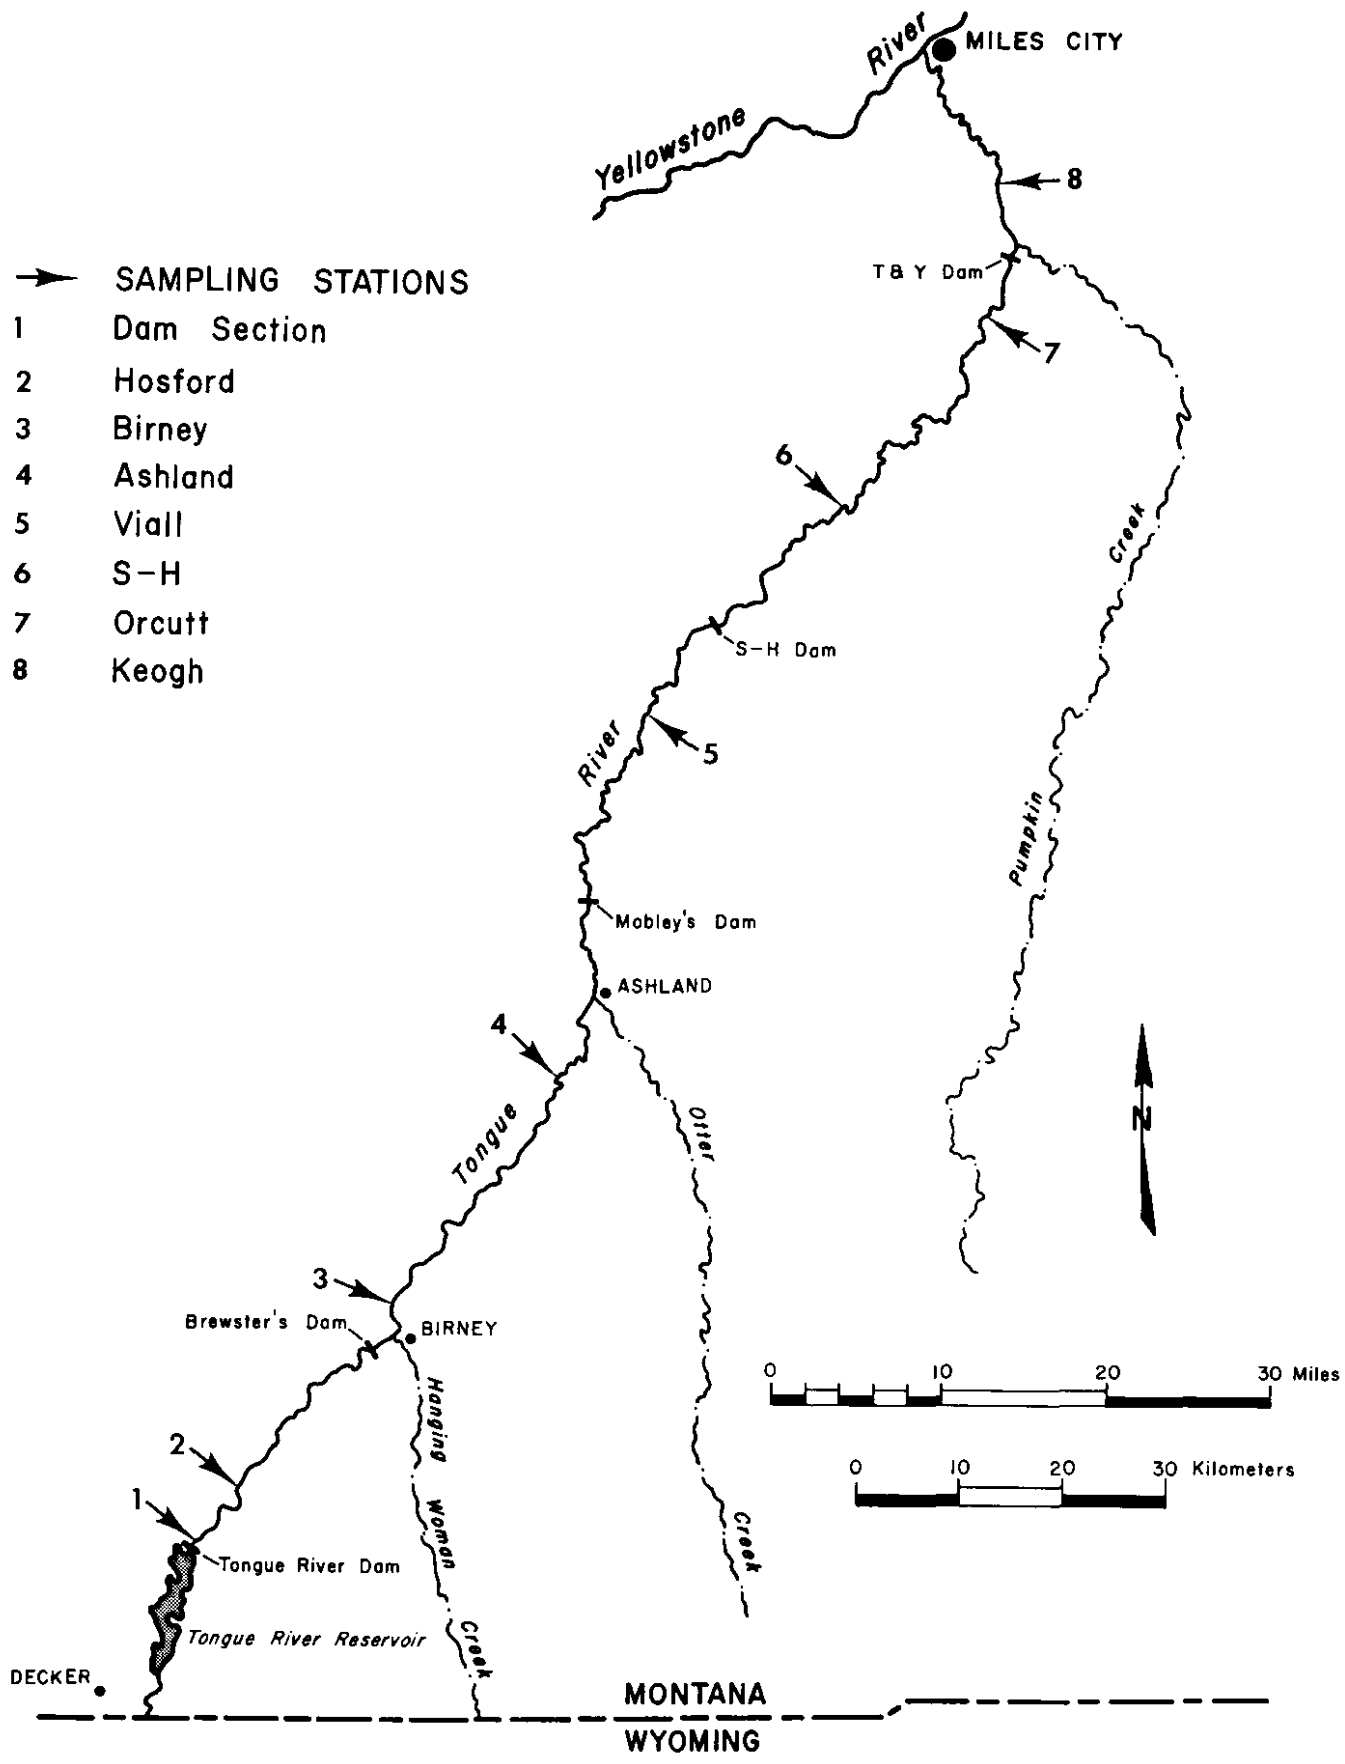 River
MILES CITY
Yellowstone
8
SAMPLING STATIONS
1 Dam Section
2 Hosford
3 Birney
4 Ashland
5 Viall
6 S-H
7 Orcutt
8 Keogh
T & Y Dam
7
6
Creek
S-H Dam
River
5
Pumpkin
Mobley's Dam
ASHLAND
4
Tongue
Otter
N
3
Brewster's Dam
BIRNEY
0 10 20 30 Miles
Hanging
2
0 10 20 30 Kilometers
1
Woman
Creek
Tongue River Dam
Tongue River Reservoir
Creek
DECKER
MONTANA
WYOMING